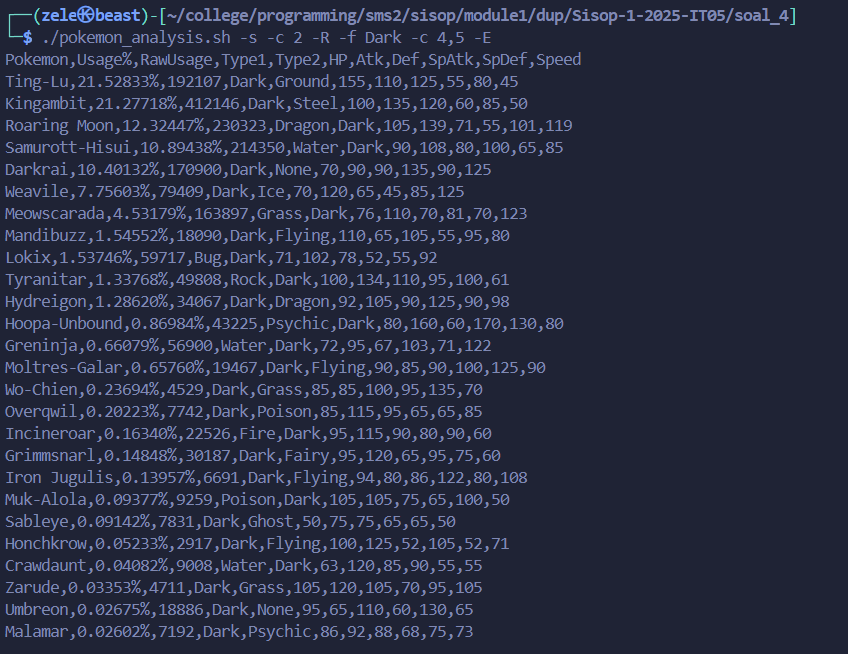 ┌──(zele㉿beast)-[~/college/programming/sms2/sisop/module1/dup/Sisop-1-2025-IT05/soal_4]
└─$ ./pokemon_analysis.sh -s -c 2 -R -f Dark -c 4,5 -E
Pokemon,Usage%,RawUsage,Type1,Type2,HP,Atk,Def,SpAtk,SpDef,Speed
Ting-Lu,21.52833%,192107,Dark,Ground,155,110,125,55,80,45
Kingambit,21.27718%,412146,Dark,Steel,100,135,120,60,85,50
Roaring Moon,12.32447%,230323,Dragon,Dark,105,139,71,55,101,119
Samurott-Hisui,10.89438%,214350,Water,Dark,90,108,80,100,65,85
Darkrai,10.40132%,170900,Dark,None,70,90,90,135,90,125
Weavile,7.75603%,79409,Dark,Ice,70,120,65,45,85,125
Meowscarada,4.53179%,163897,Grass,Dark,76,110,70,81,70,123
Mandibuzz,1.54552%,18090,Dark,Flying,110,65,105,55,95,80
Lokix,1.53746%,59717,Bug,Dark,71,102,78,52,55,92
Tyranitar,1.33768%,49808,Rock,Dark,100,134,110,95,100,61
Hydreigon,1.28620%,34067,Dark,Dragon,92,105,90,125,90,98
Hoopa-Unbound,0.86984%,43225,Psychic,Dark,80,160,60,170,130,80
Greninja,0.66079%,56900,Water,Dark,72,95,67,103,71,122
Moltres-Galar,0.65760%,19467,Dark,Flying,90,85,90,100,125,90
Wo-Chien,0.23694%,4529,Dark,Grass,85,85,100,95,135,70
Overqwil,0.20223%,7742,Dark,Poison,85,115,95,65,65,85
Incineroar,0.16340%,22526,Fire,Dark,95,115,90,80,90,60
Grimmsnarl,0.14848%,30187,Dark,Fairy,95,120,65,95,75,60
Iron Jugulis,0.13957%,6691,Dark,Flying,94,80,86,122,80,108
Muk-Alola,0.09377%,9259,Poison,Dark,105,105,75,65,100,50
Sableye,0.09142%,7831,Dark,Ghost,50,75,75,65,65,50
Honchkrow,0.05233%,2917,Dark,Flying,100,125,52,105,52,71
Crawdaunt,0.04082%,9008,Water,Dark,63,120,85,90,55,55
Zarude,0.03353%,4711,Dark,Grass,105,120,105,70,95,105
Umbreon,0.02675%,18886,Dark,None,95,65,110,60,130,65
Malamar,0.02602%,7192,Dark,Psychic,86,92,88,68,75,73